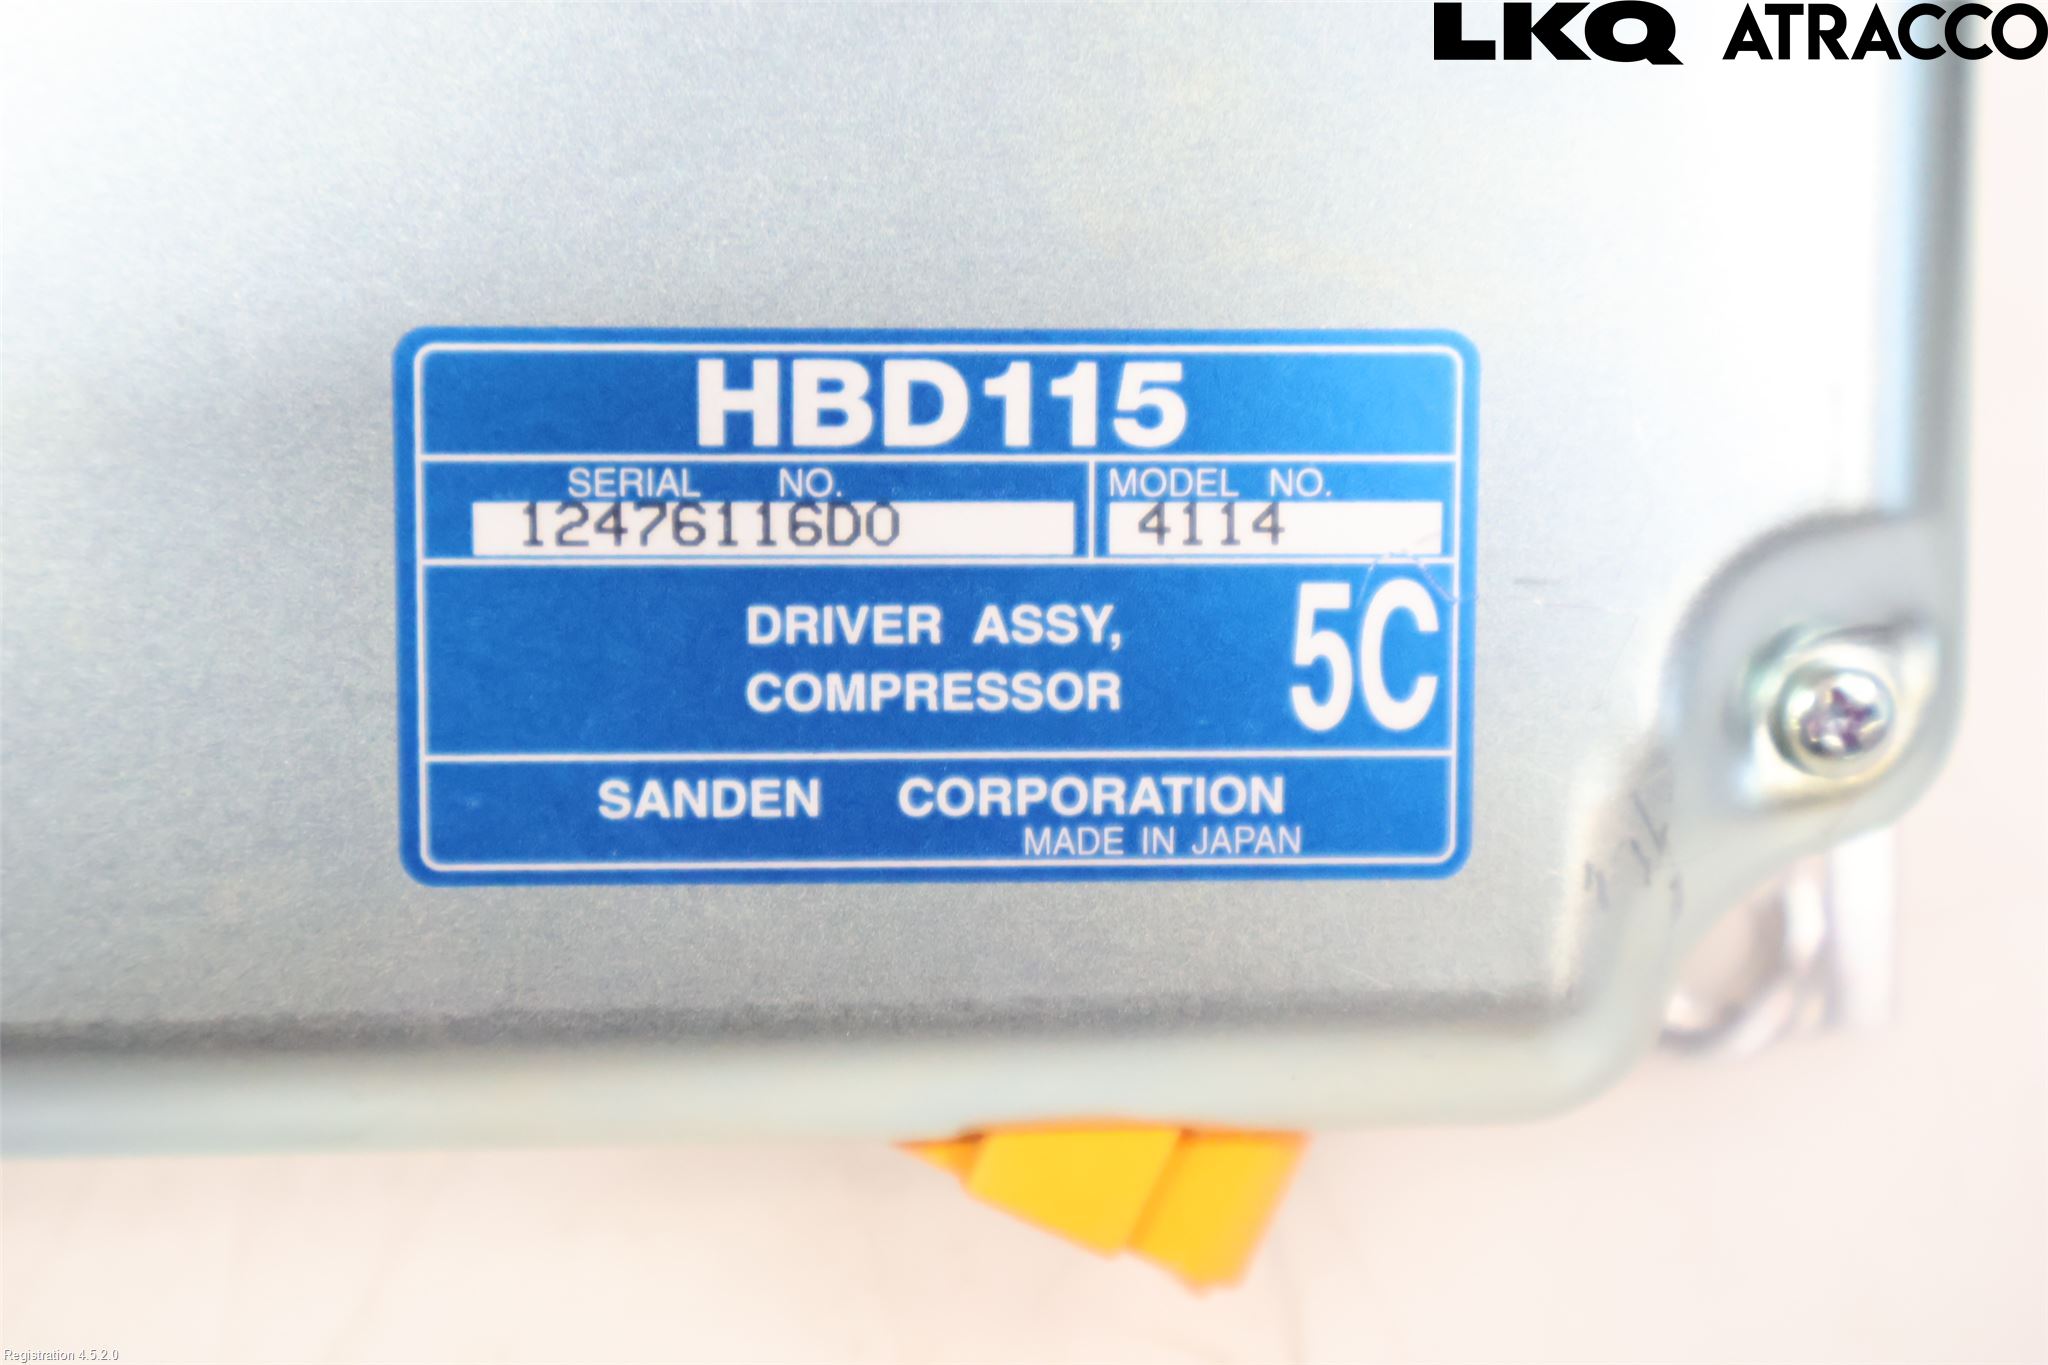 LKQ ATRACCO
HBD115
SERIAL NO. MODEL NO.
12476116D0 4114
DRIVER ASSY,
COMPRESSOR
5C
SANDEN CORPORATION
MADE IN JAPAN
Registration 4.5.2.0